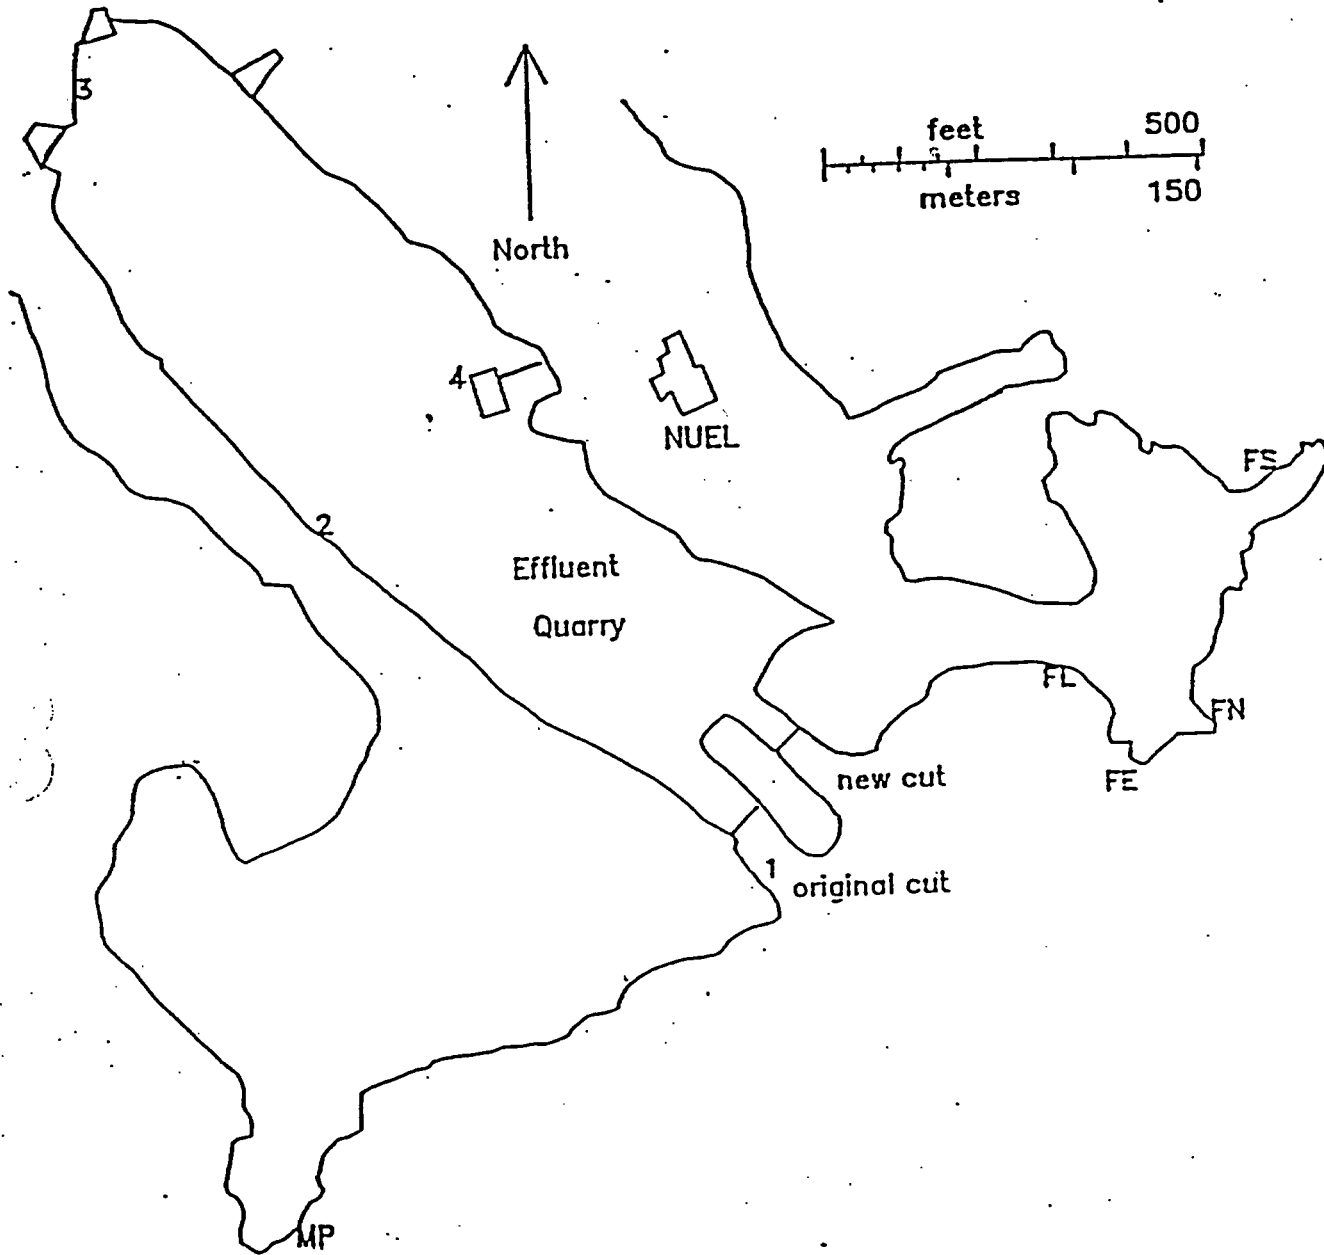 3
feet 500
meters 150
North
4
NUEL
FS
2
Effluent
Quarry
FL
FN
new cut
FE
1
original cut
MP